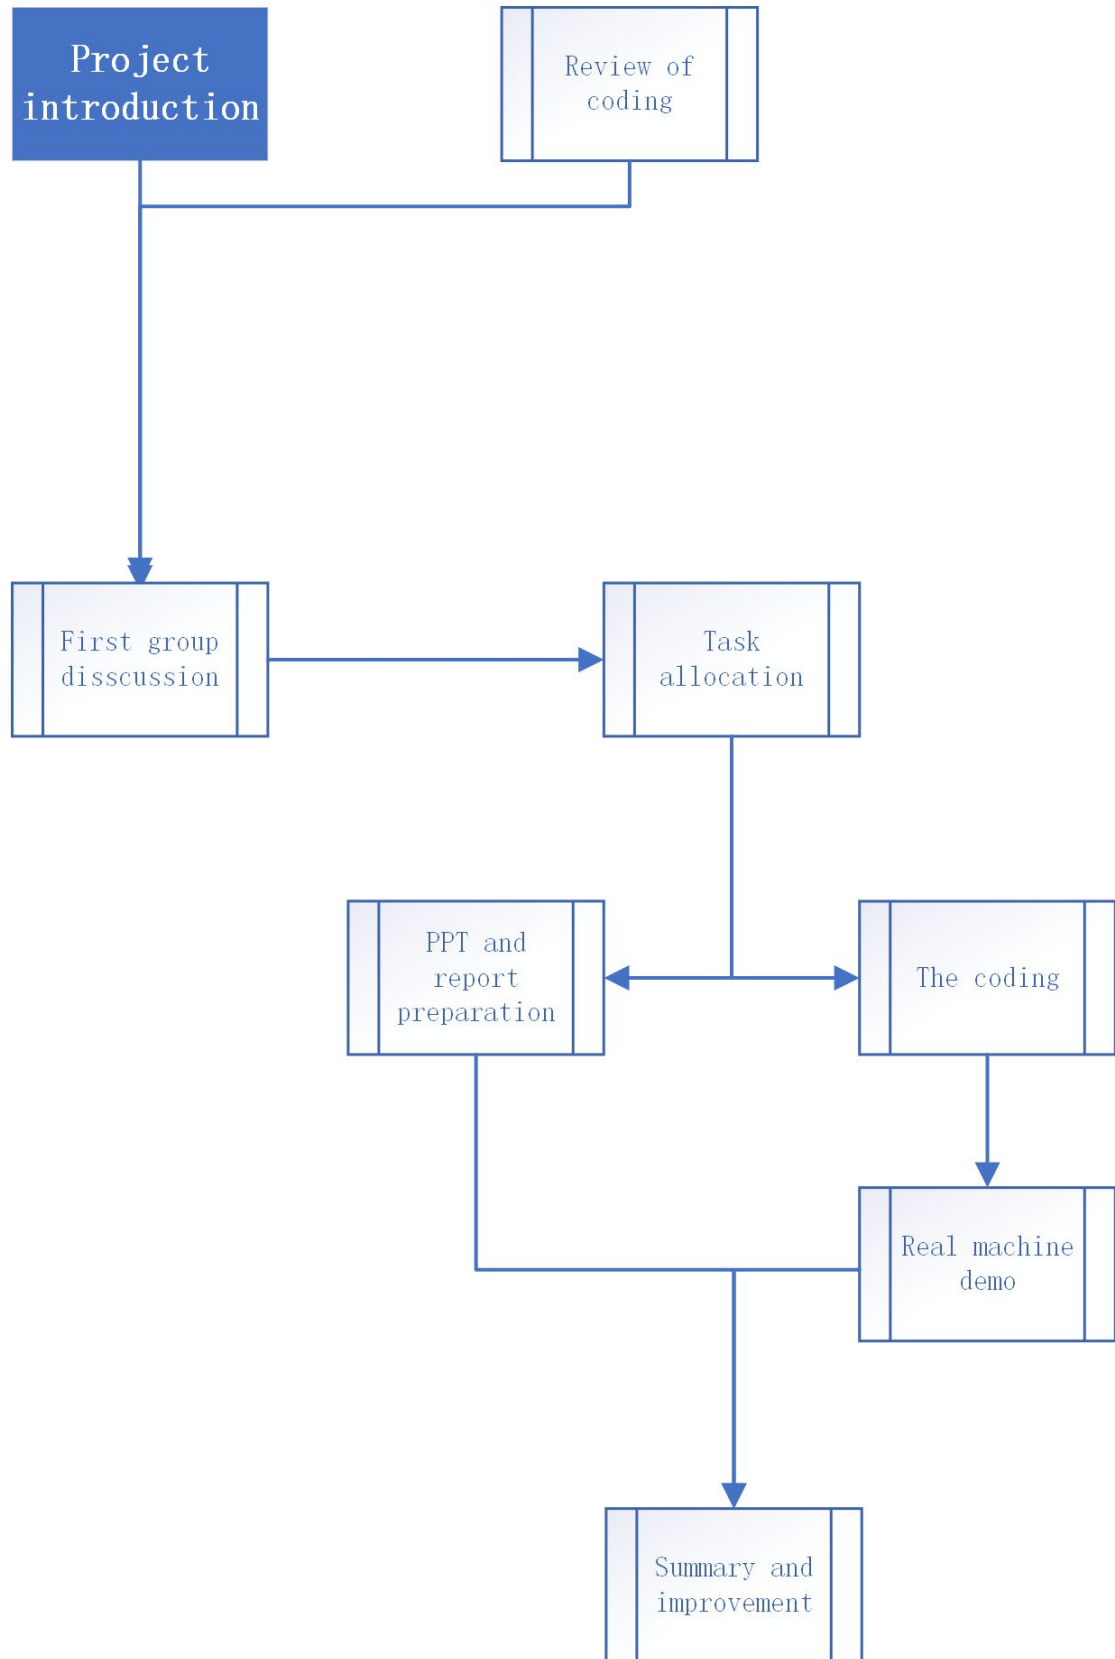 Project
introduction
Review of
coding
First group
disscussion
Task
allocation
PPT and
report
preparation
The coding
Real machine
demo
Summary and
improvement